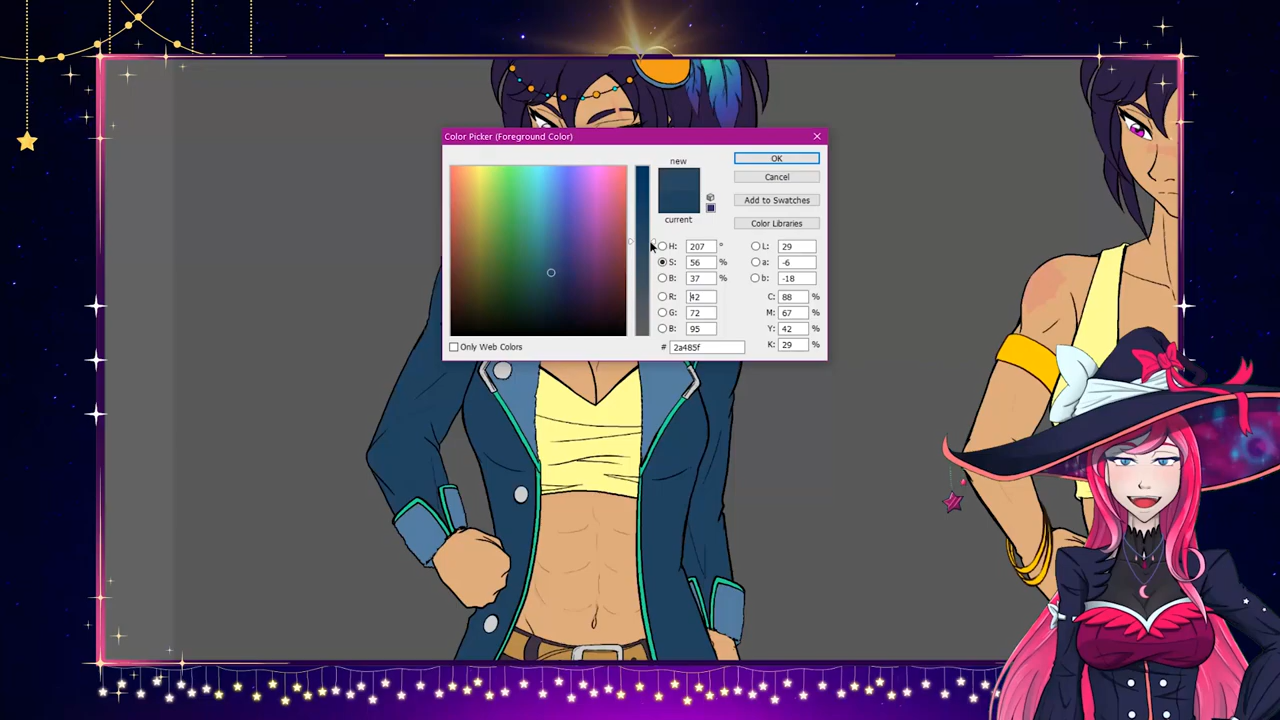 Color Picker (Foreground Color)
new
current
OK
Cancel
Add to Swatches
Color Libraries
H: 207 °
S: 56 %
B: 37 %
R: 42
G: 72
B: 95
# 2a485f
L: 29
a: -6
b: -18
C: 88 %
M: 67 %
Y: 42 %
K: 29 %
Only Web Colors